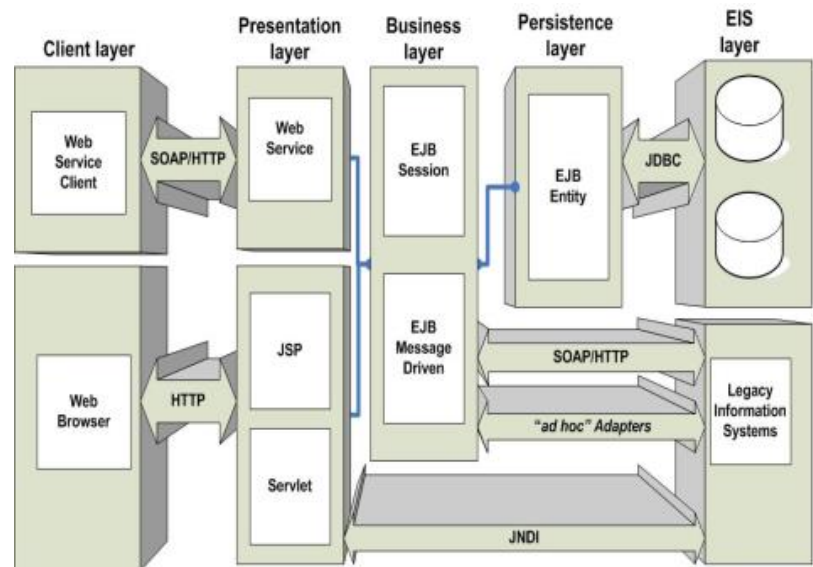 Client layer
Presentation
layer
Business
layer
Persistence
layer
EIS
layer
Web
Service
Client
SOAP/HTTP
Web
Service
EJB
Session
EJB
Entity
JDBC
Web
Browser
HTTP
JSP
Servlet
EJB
Message
Driven
SOAP/HTTP
"ad hoc" Adapters
JNDI
Legacy
Information
Systems